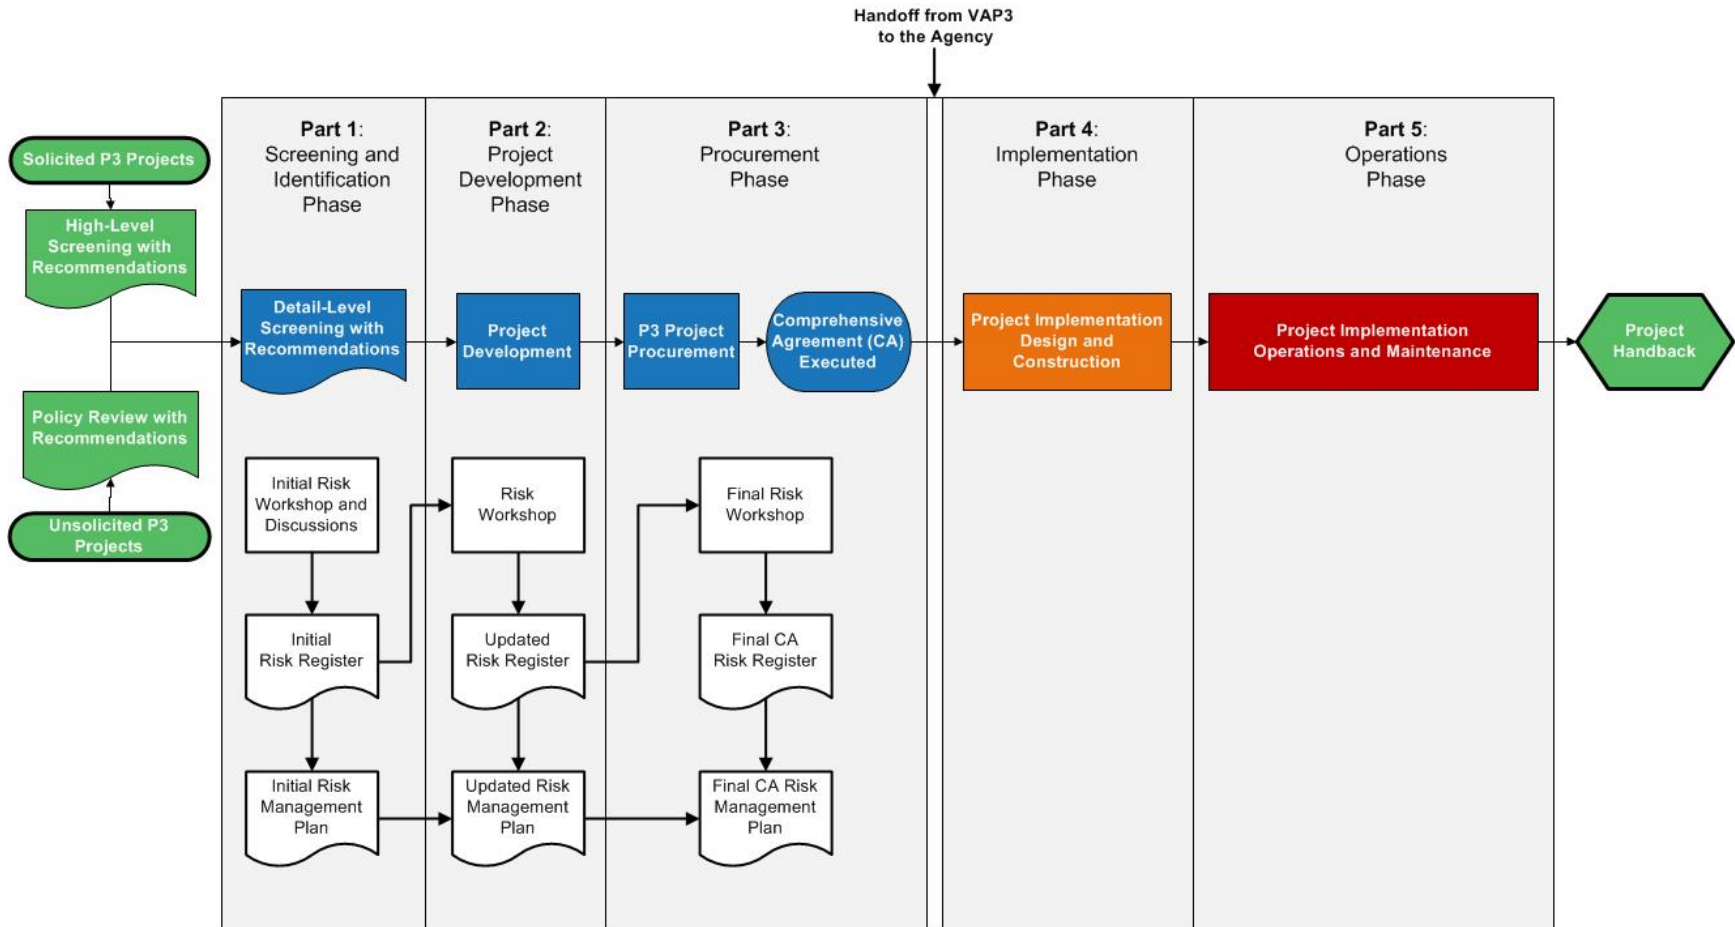 Handoff from VAP3
to the Agency
Solicited P3 Projects
High-Level
Screening with
Recommendations
Policy Review with
Recommendations
Unsolicited P3
Projects
Part 1:
Screening and
Identification
Phase
Part 2:
Project
Development
Phase
Part 3:
Procurement
Phase
Part 4:
Implementation
Phase
Part 5:
Operations
Phase
Detail-Level
Screening with
Recommendations
Project
Development
P3 Project
Procurement
Comprehensive
Agreement (CA)
Executed
Project Implementation
Design and
Construction
Project Implementation
Operations and Maintenance
Project
Handback
Initial Risk
Workshop and
Discussions
Risk
Workshop
Final Risk
Workshop
Initial
Risk Register
Updated
Risk Register
Final CA
Risk Register
Initial Risk
Management
Plan
Updated Risk
Management
Plan
Final CA Risk
Management
Plan